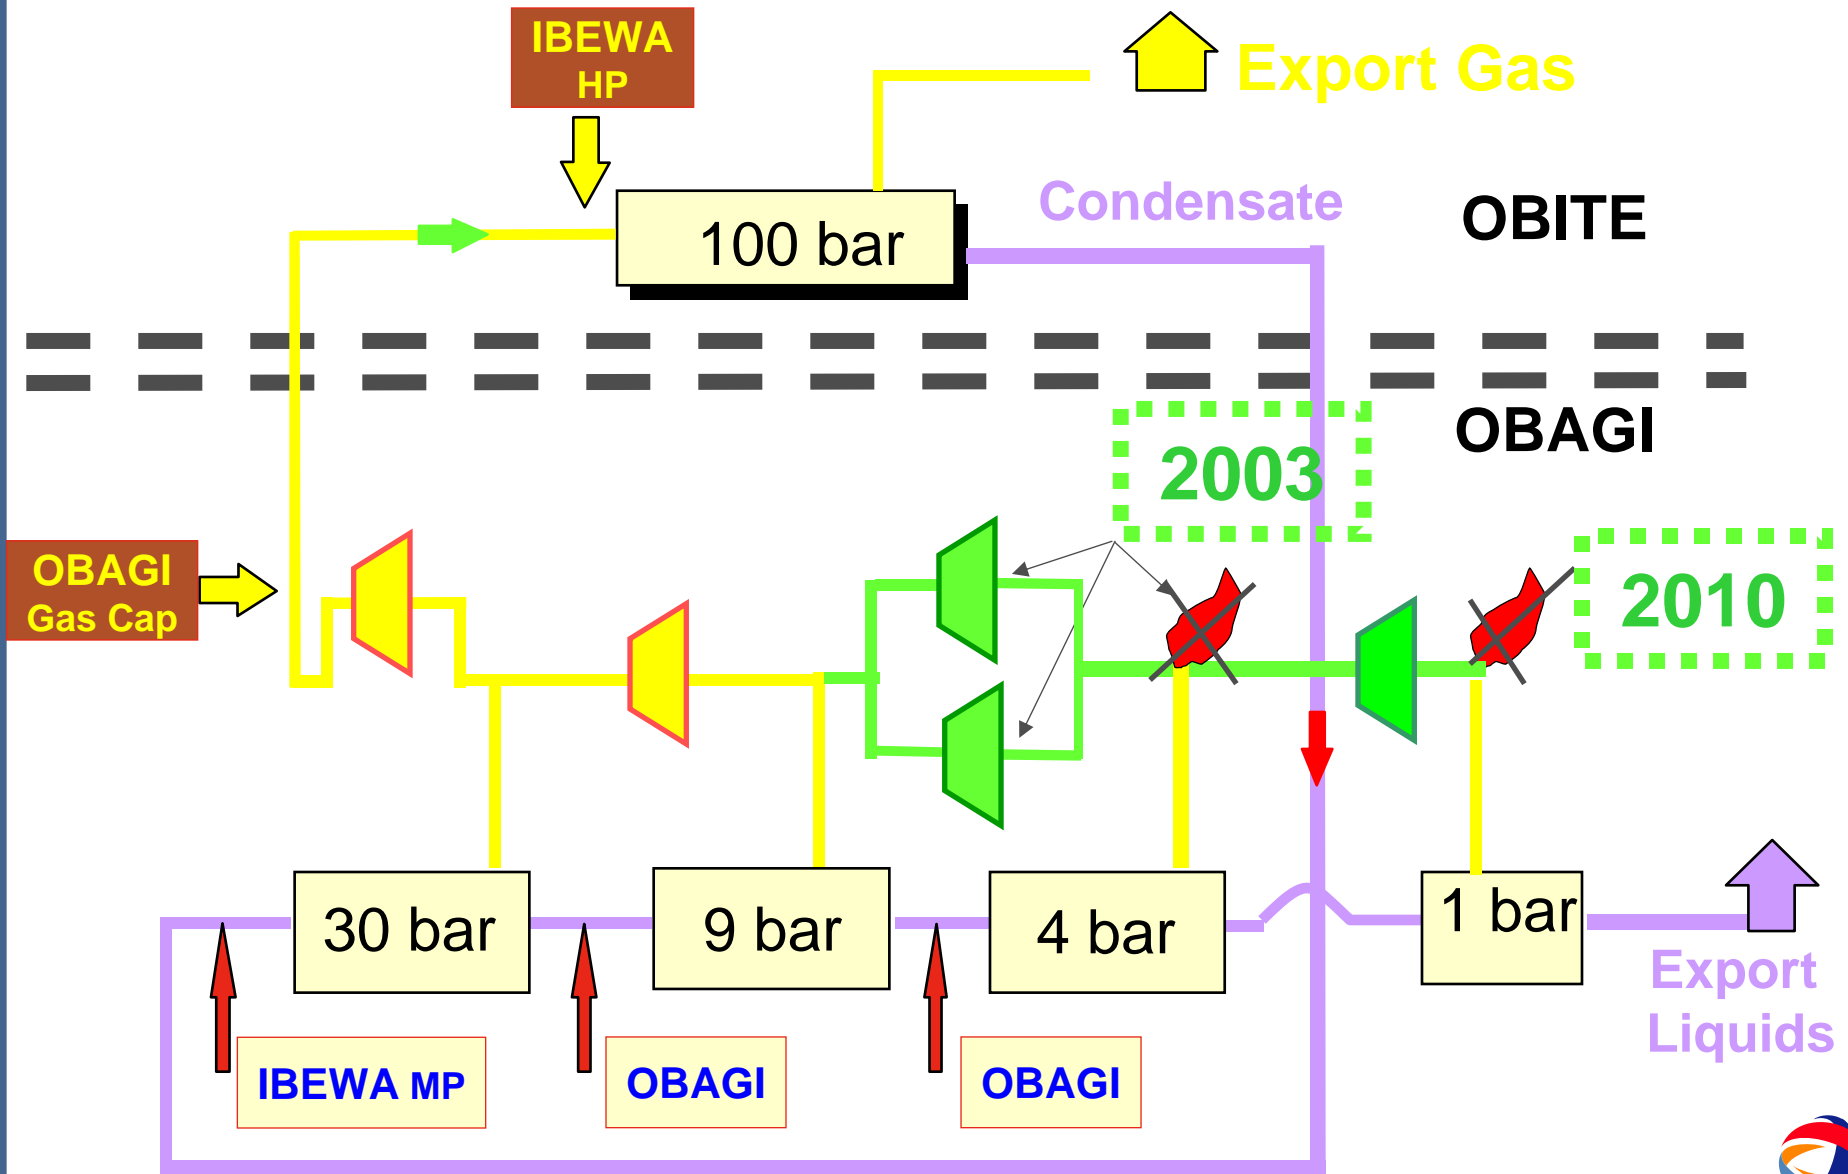 IBEWA
HP
Export Gas
Condensate
OBITE
100 bar
OBAGI
2003
OBAGI
Gas Cap
2010
30 bar
9 bar
4 bar
1 bar
Export
Liquids
IBEWA MP
OBAGI
OBAGI